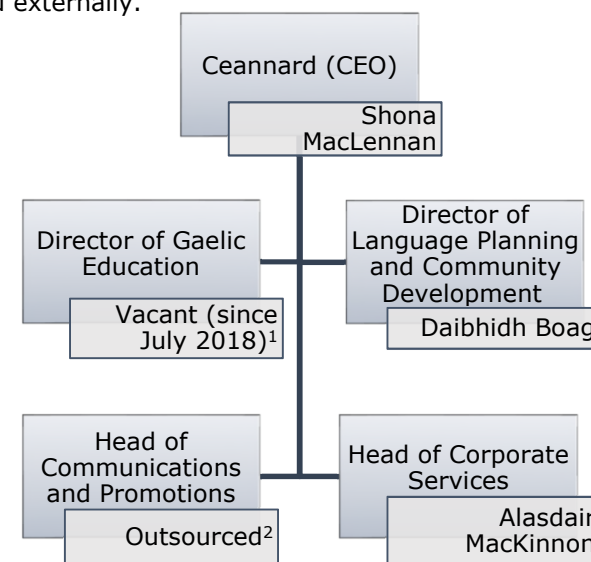 externally.
Ceannard (CEO)
Shona
MacLennan
Director of Gaelic
Education
Vacant (since
July 2018)1
Director of
Language Planning
and Community
Development
Daibhidh Boag
Head of
Communications
and Promotions
Outsourced2
Head of Corporate
Services
Alasdair
MacKinnon